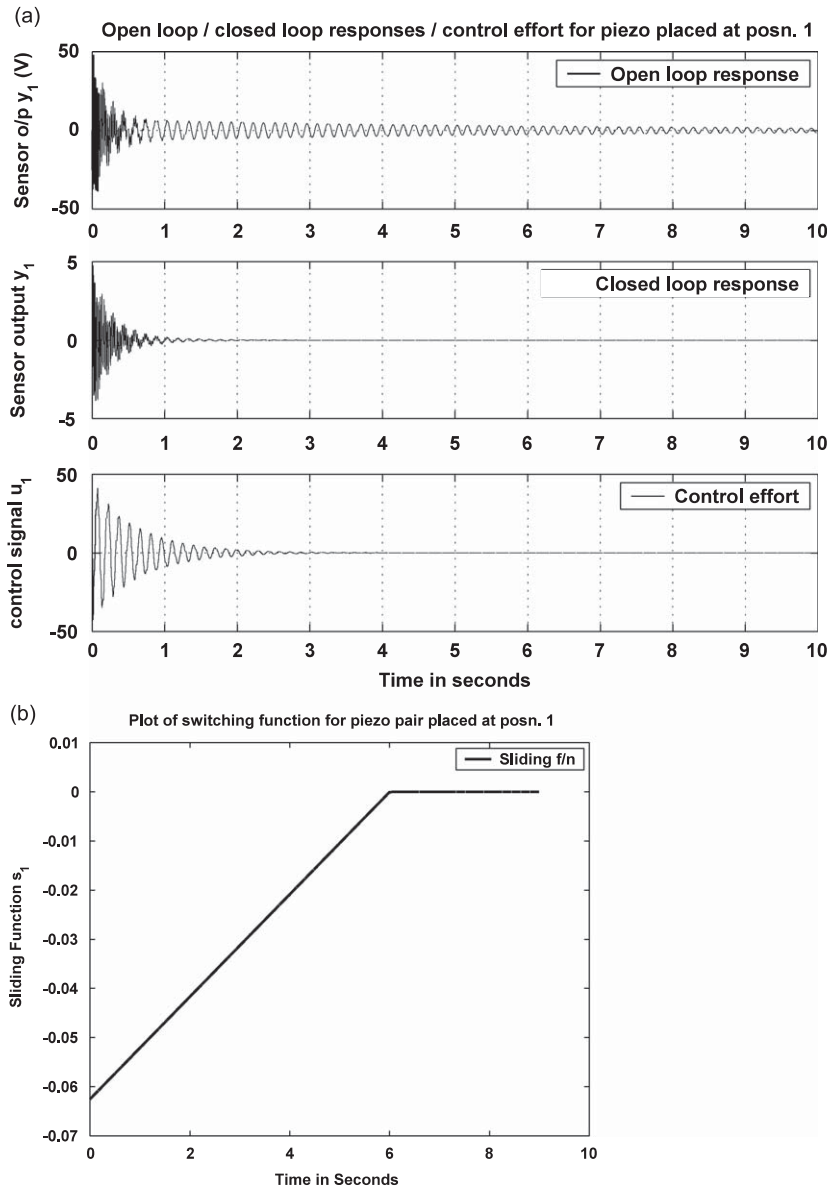 (a)
Open loop / closed loop responses / control effort for piezo placed at posn. 1
Sensor o/p y1 (V)
50
0
-50
Open loop response
0 1 2 3 4 5 6 7 8 9 10
Sensor output y1
5
0
-5
Closed loop response
0 1 2 3 4 5 6 7 8 9 10
control signal u1
50
0
-50
Control effort
0 1 2 3 4 5 6 7 8 9 10
Time in seconds
(b)
Plot of switching function for piezo pair placed at posn. 1
Sliding Function s1
0.01
0
-0.01
-0.02
-0.03
-0.04
-0.05
-0.06
-0.07
Sliding f/n
0 2 4 6 8 10
Time in Seconds